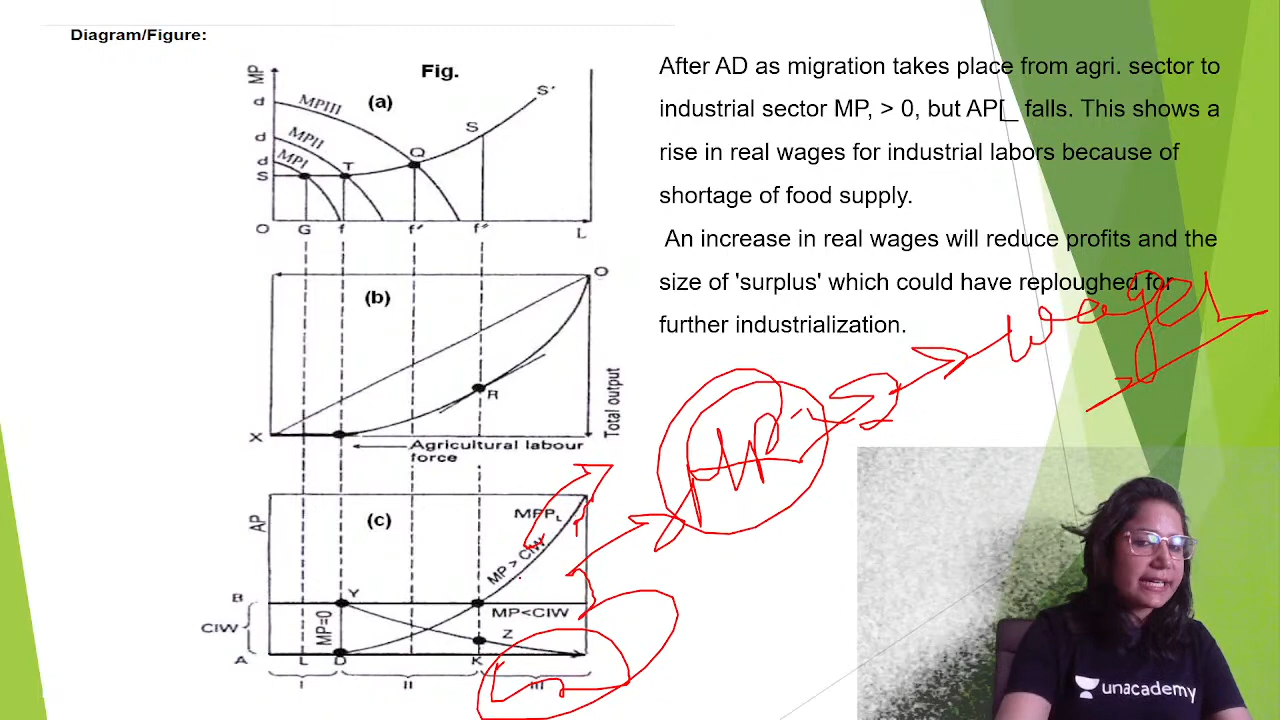 Diagram/Figure:
Fig.
(a)
MP
d
MPIII
d
MPII
d
MPI
S
T
Q
S
S'
O
G
f
f'
f"
L
(b)
O
R
X
Agricultural labour
force
Total output
(c)
AP
MPPL
MP > CIW
B
Y
MP<CIW
CIW
MP=0
Z
A
L
D
K
I
II
III
After AD as migration takes place from agri. sector to
industrial sector MP, > 0, but AP[_ falls. This shows a
rise in real wages for industrial labors because of
shortage of food supply.
An increase in real wages will reduce profits and the
size of 'surplus' which could have reploughed for
further industrialization.
wages
MP
unacademy